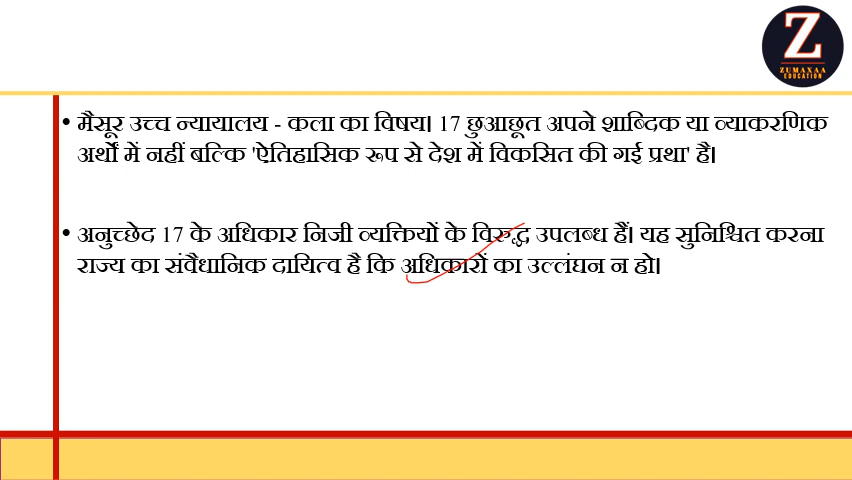 Z
ZUMAXAA
EDUCATION
• मैसूर उच्च न्यायालय - कला का विषय। 17 छुआछूत अपने शाब्दिक या व्याकरणिक
अर्थों में नहीं बल्कि 'ऐतिहासिक रूप से देश में विकसित की गई प्रथा' है।
• अनुच्छेद 17 के अधिकार निजी व्यक्तियों के विरुद्ध उपलब्ध हैं। यह सुनिश्चित करना
राज्य का संवैधानिक दायित्व है कि अधिकारों का उल्लंघन न हो।